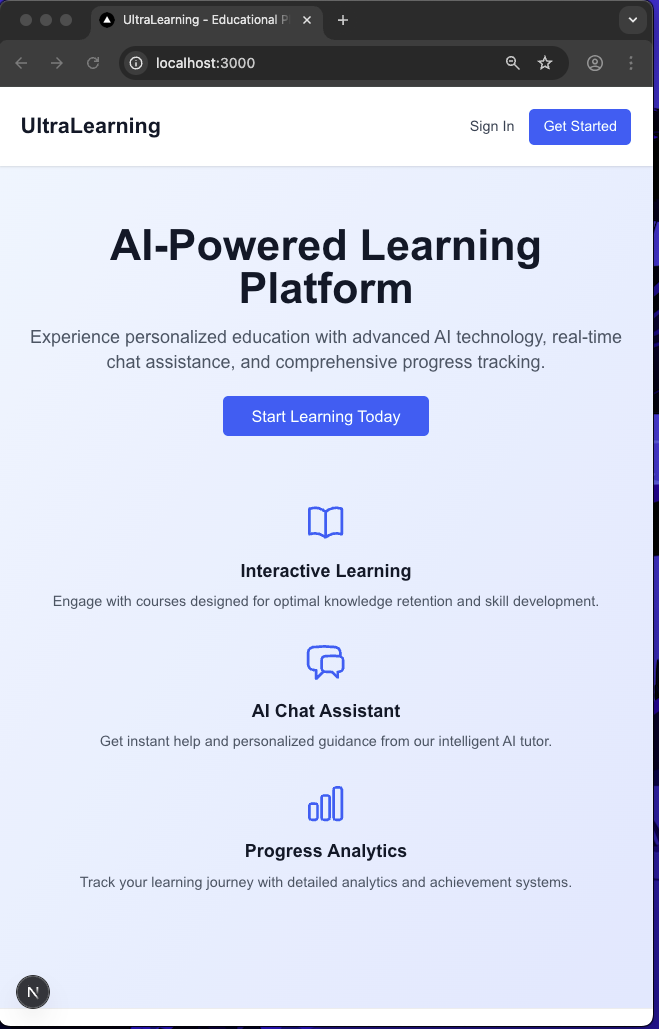 UltraLearning - Educational P
localhost:3000
UltraLearning
Sign In
Get Started
AI-Powered Learning
Platform
Experience personalized education with advanced AI technology, real-time
chat assistance, and comprehensive progress tracking.
Start Learning Today
Interactive Learning
Engage with courses designed for optimal knowledge retention and skill development.
AI Chat Assistant
Get instant help and personalized guidance from our intelligent AI tutor.
Progress Analytics
Track your learning journey with detailed analytics and achievement systems.
N